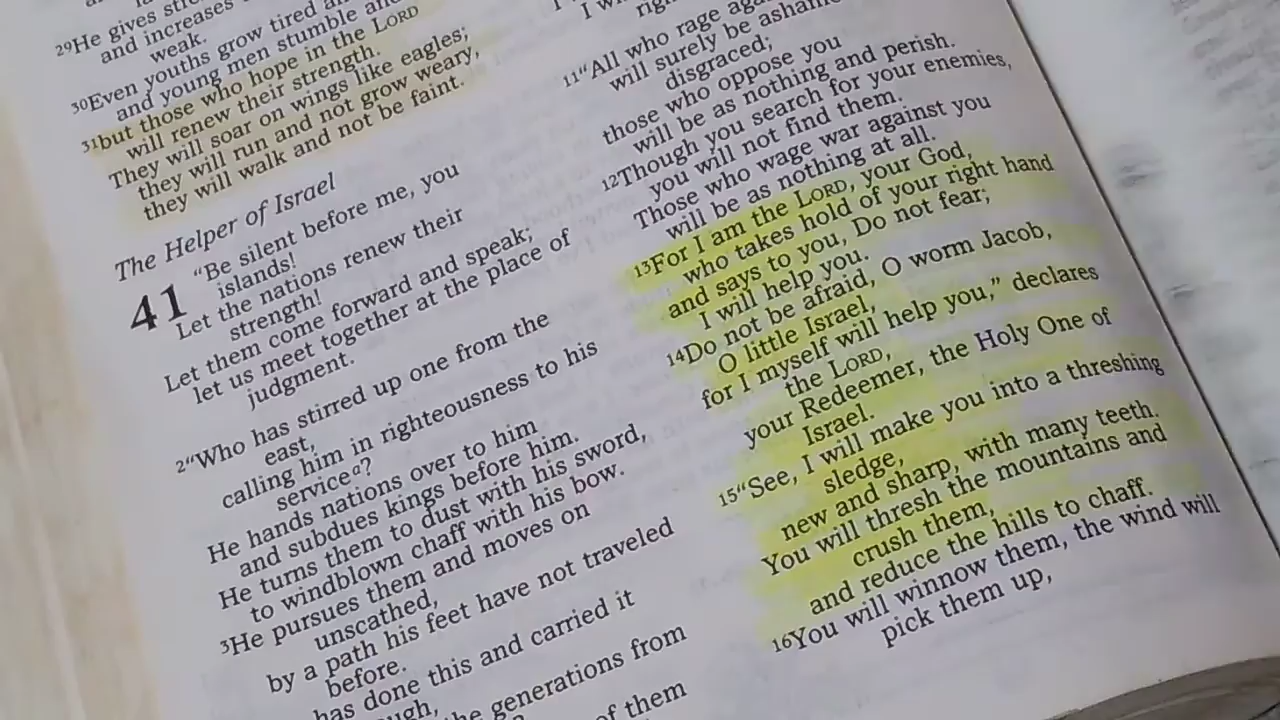 29He gives
and increases
weak.
30Even youths grow tired
and young men stumble
31but those who hope in the LORD
will renew their strength.
They will soar on wings like eagles;
they will run and not grow weary,
they will walk and not be faint.
The Helper of Israel
41 “Be silent before me, you
islands!
Let the nations renew their
strength!
Let them come forward and speak;
let us meet together at the place of
judgment.
2“Who has stirred up one from the
east,
calling him in righteousness to his
serviceᵃ?
He hands nations over to him
and subdues kings before him.
He turns them to dust with his sword,
to windblown chaff with his bow.
3He pursues them and moves on
unscathed,
by a path his feet have not traveled
before.
has done this and carried it
generations from
of them
11“All who rage
will surely be
disgraced;
those who oppose you
will be as nothing and perish.
12Though you search for your enemies,
you will not find them.
Those who wage war against you
will be as nothing at all.
13For I am the LORD, your God,
who takes hold of your right hand
and says to you, Do not fear;
I will help you.
14Do not be afraid, O worm Jacob,
O little Israel,
for I myself will help you,” declares
the LORD,
your Redeemer, the Holy One of
Israel.
15“See, I will make you into a threshing
sledge,
new and sharp, with many teeth.
You will thresh the mountains and
crush them,
and reduce the hills to chaff.
16You will winnow them, the wind will
pick them up,